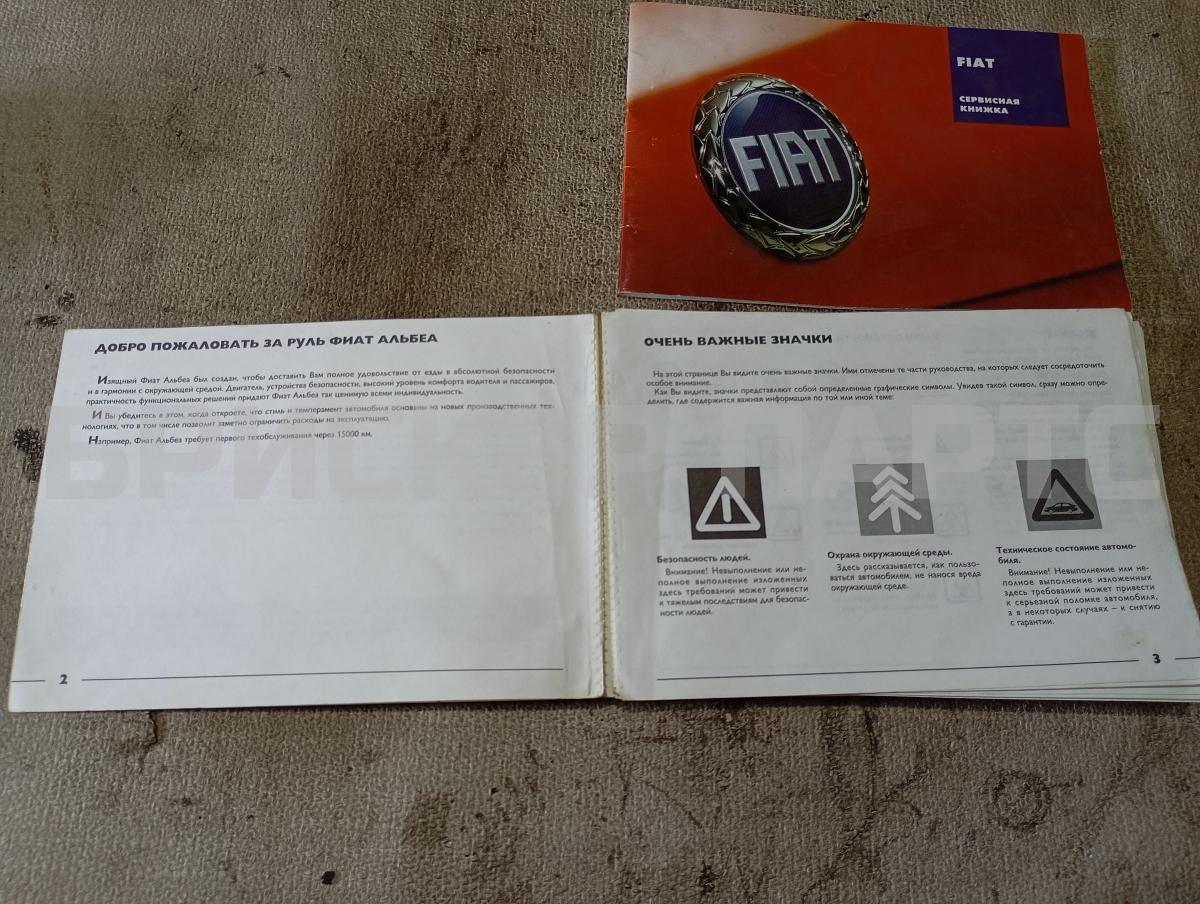 FIAT
СЕРВИСНАЯ
КНИЖКА
FIAT
ДОБРО ПОЖАЛОВАТЬ ЗА РУЛЬ ФИАТ АЛЬБЕА
Изящный Фиат Альбеа был создан, чтобы доставить Вам полное удовольствие от езды в абсолютной безопасности
и в гармонии с окружающей средой. Двигатель, устройства безопасности, высокий уровень комфорта водителя и пассажиров,
практичность функциональных решений придают Фиат Альбеа так ценимую всеми индивидуальность.
И Вы убедитесь в этом, когда откроете, что стиль и темперамент автомобиля основаны на новых производственных тех-
нологиях, что в том числе позволит заметно ограничить расходы на эксплуатацию.
Например, Фиат Альбеа требует первого техобслуживания через 15000 км.
2
ОЧЕНЬ ВАЖНЫЕ ЗНАЧКИ
На этой странице Вы видите очень важные значки. Ими отмечены те части руководства, на которых следует сосредоточить
особое внимание.
Как Вы видите, значки представляют собой определенные графические символы. Увидев такой символ, сразу можно опре-
делить, где содержится важная информация по той или иной теме:
Безопасность людей.
Внимание! Невыполнение или не-
полное выполнение изложенных
здесь требований может привести
к тяжелым последствиям для безопас-
ности людей.
Охрана окружающей среды.
Здесь рассказывается, как пользо-
ваться автомобилем, не нанося вреда
окружающей среде.
Техническое состояние автомо-
биля.
Внимание! Невыполнение или не-
полное выполнение изложенных
здесь требований может привести
к серьезной поломке автомобиля,
а в некоторых случаях – к снятию
с гарантии.
3